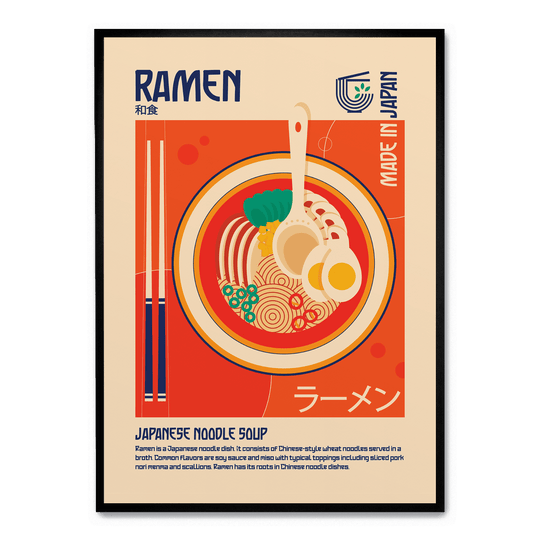 RAMEN
和食
MADE IN JAPAN
ラーメン
JAPANESE NOODLE SOUP
Ramen is a Japanese noodle dish. It consists of Chinese-style wheat noodles served in a
broth. Common flavors are soy sauce and miso with typical toppings including sliced pork
nori menma and scallions. Ramen has its roots in Chinese noodle dishes.